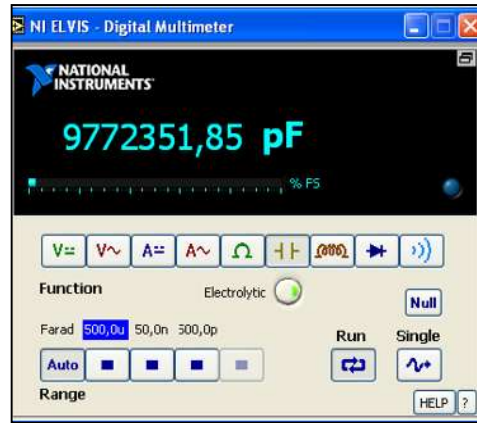 NI ELVIS - Digital Multimeter
NATIONAL
INSTRUMENTS
9772351,85 pF
% FS
V= V~ A= A~ Ω
Function Electrolytic
Null
Farad 500,0u 50,0n 500,0p
Run Single
Auto
Range
HELP ?